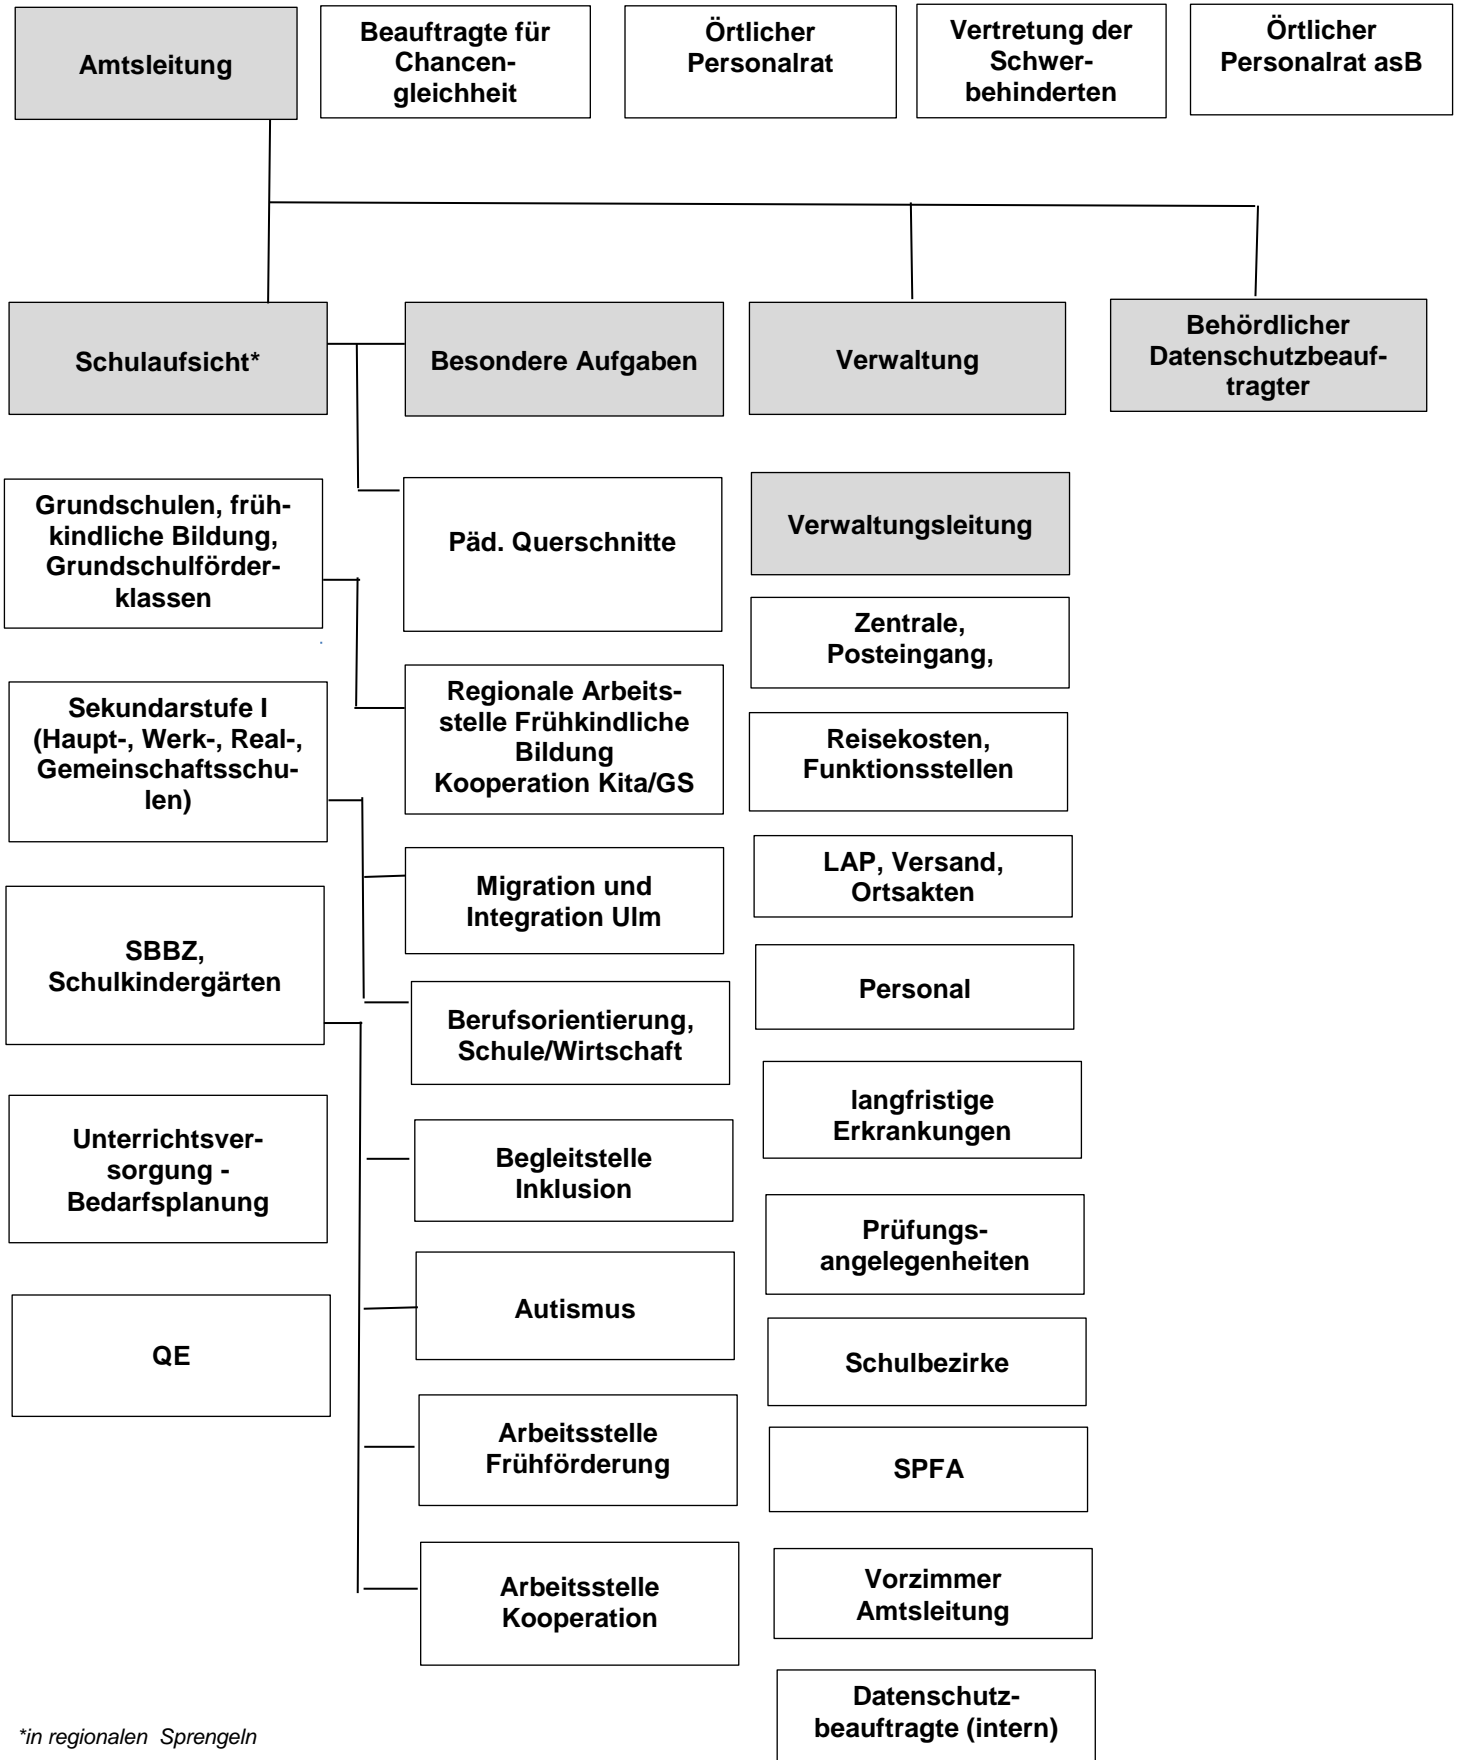 Amtsleitung
Beauftragte für
Chancen-
gleichheit
Örtlicher
Personalrat
Vertretung der
Schwer-
behinderten
Örtlicher
Personalrat asB
Schulaufsicht*
Besondere Aufgaben
Verwaltung
Behördlicher
Datenschutzbeauf-
tragter
Grundschulen, früh-
kindliche Bildung,
Grundschulförder-
klassen
Sekundarstufe I
(Haupt-, Werk-, Real-,
Gemeinschaftsschu-
len)
SBBZ,
Schulkindergärten
Unterrichtsver-
sorgung -
Bedarfsplanung
QE
Päd. Querschnitte
Regionale Arbeits-
stelle Frühkindliche
Bildung
Kooperation Kita/GS
Migration und
Integration Ulm
Berufsorientierung,
Schule/Wirtschaft
Begleitstelle
Inklusion
Autismus
Arbeitsstelle
Frühförderung
Arbeitsstelle
Kooperation
Verwaltungsleitung
Zentrale,
Posteingang,
Reisekosten,
Funktionsstellen
LAP, Versand,
Ortsakten
Personal
langfristige
Erkrankungen
Prüfungs-
angelegenheiten
Schulbezirke
SPFA
Vorzimmer
Amtsleitung
Datenschutz-
beauftragte (intern)
*in regionalen Sprengeln